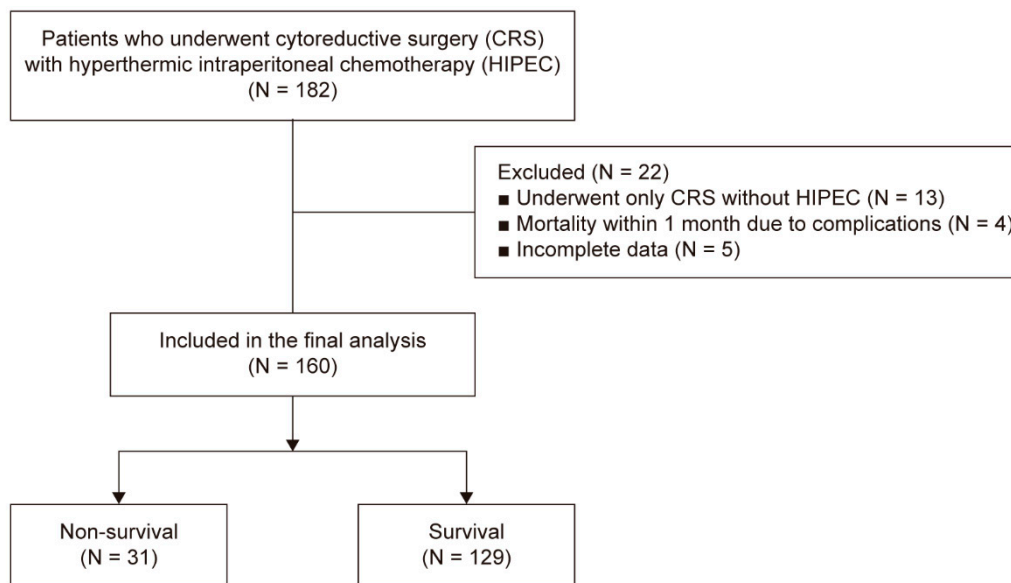 Patients who underwent cytoreductive surgery (CRS)
with hyperthermic intraperitoneal chemotherapy (HIPEC)
(N = 182)
Excluded (N = 22)
■ Underwent only CRS without HIPEC (N = 13)
■ Mortality within 1 month due to complications (N = 4)
■ Incomplete data (N = 5)
Included in the final analysis
(N = 160)
Non-survival
(N = 31)
Survival
(N = 129)